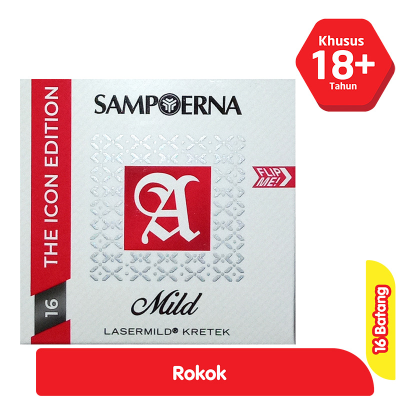 Khusus
18+
Tahun
SAMPOERNA
THE ICON EDITION
16
FLIP
ME!
A
Mild
LASERMILD® KRETEK
16 Batang
Rokok